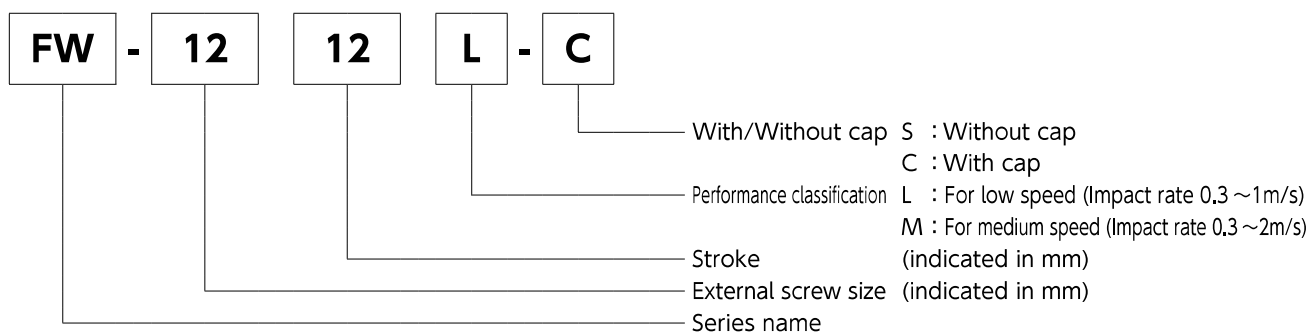 FW - 12 12 L - C
With/Without cap S : Without cap
C : With cap
Performance classification L : For low speed (Impact rate 0.3～1m/s)
M : For medium speed (Impact rate 0.3～2m/s)
Stroke (indicated in mm)
External screw size (indicated in mm)
Series name